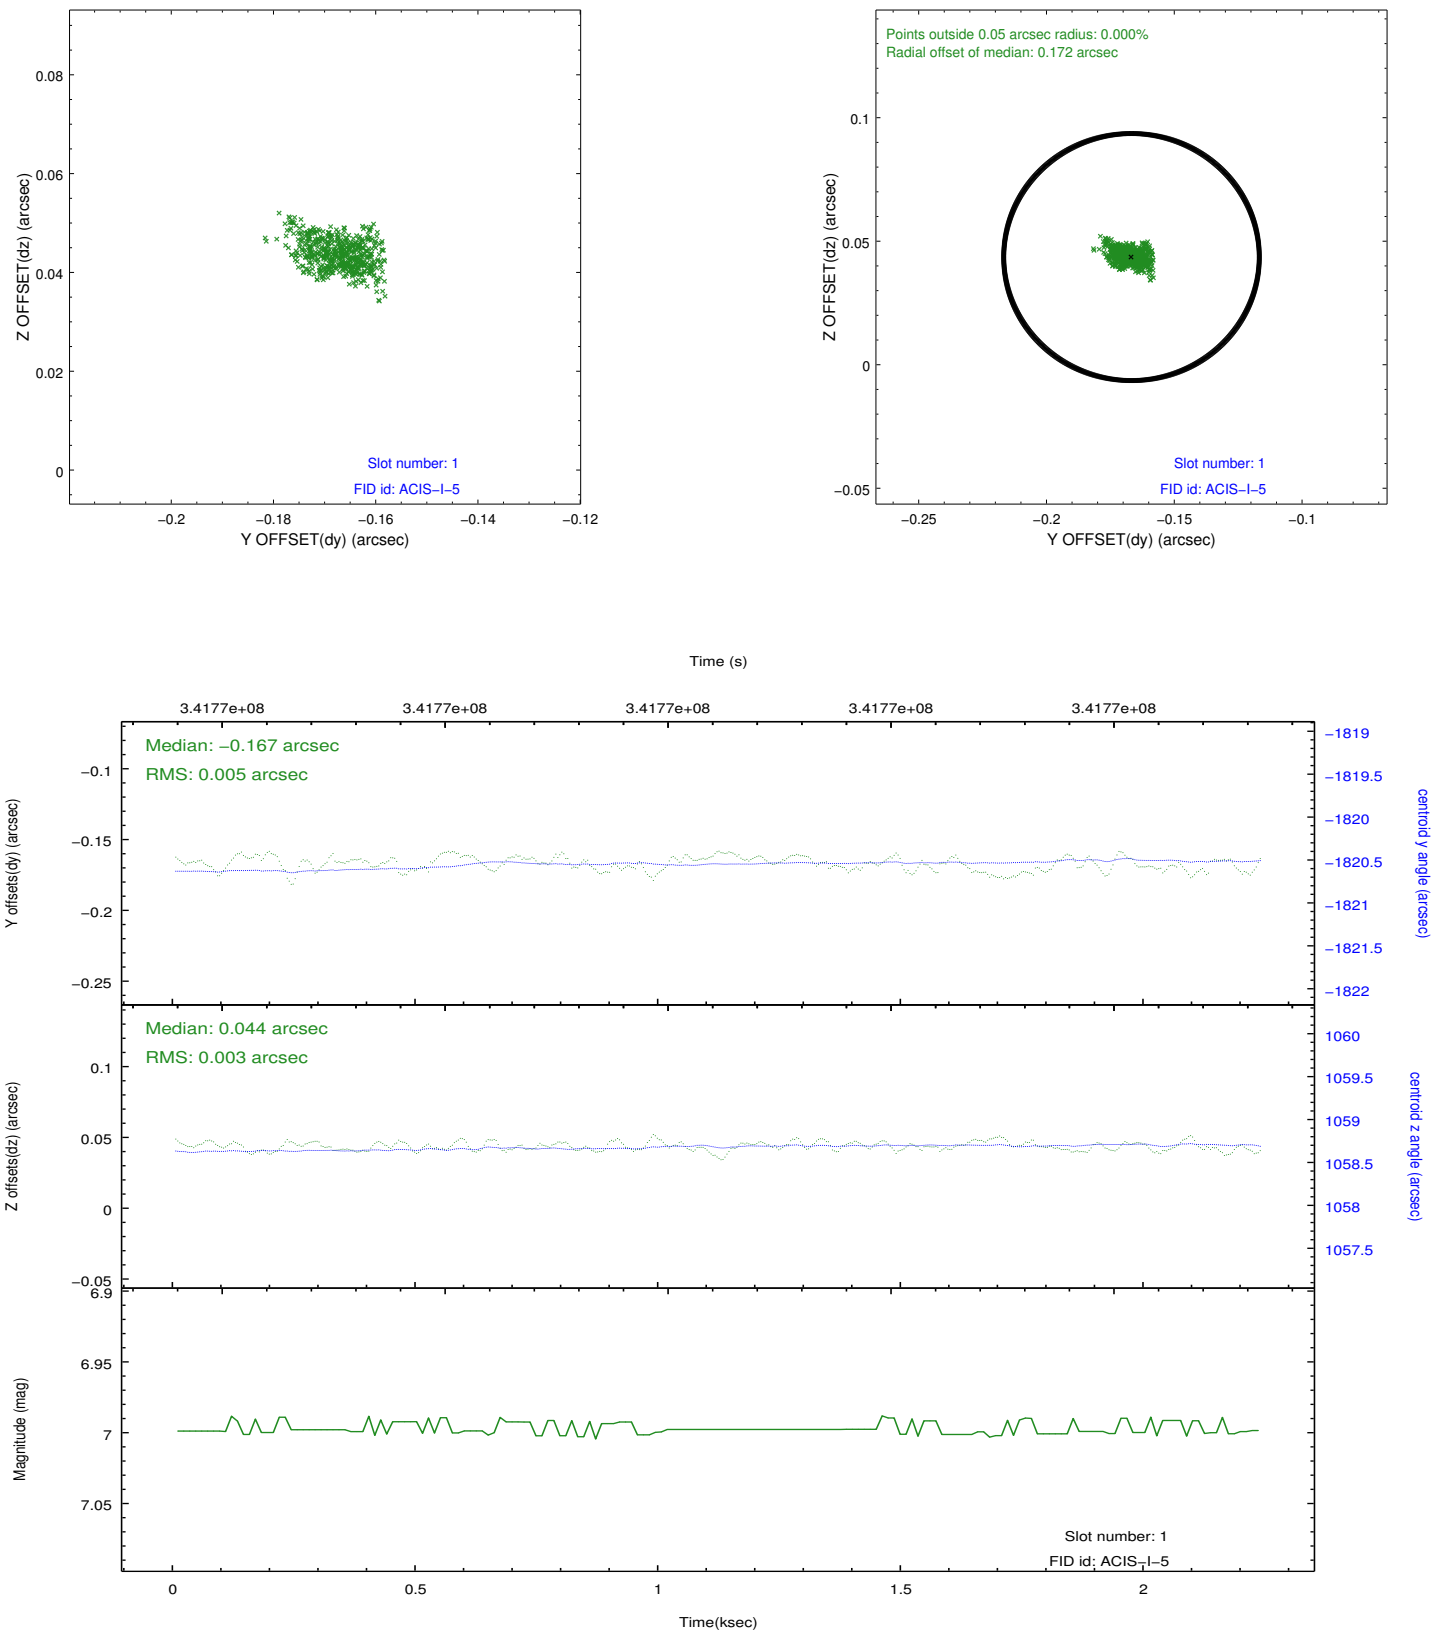 0.08
0.06
0.04
0.02
0
Z OFFSET(dz) (arcsec)
Slot number: 1
FID id: ACIS−I−5
−0.2
−0.18
−0.16
−0.14
−0.12
Y OFFSET(dy) (arcsec)
Points outside 0.05 arcsec radius: 0.000%
Radial offset of median: 0.172 arcsec
0.1
0.05
0
−0.05
Z OFFSET(dz) (arcsec)
Slot number: 1
FID id: ACIS−I−5
−0.25
−0.2
−0.15
−0.1
Y OFFSET(dy) (arcsec)
Time (s)
3.4177e+08
3.4177e+08
3.4177e+08
3.4177e+08
3.4177e+08
Median: −0.167 arcsec
RMS: 0.005 arcsec
−0.1
−0.15
−0.2
−0.25
Y offsets(dy) (arcsec)
−1819
−1819.5
−1820
−1820.5
−1821
−1821.5
−1822
centroid y angle (arcsec)
Median: 0.044 arcsec
RMS: 0.003 arcsec
0.1
0.05
0
−0.05
Z offsets(dz) (arcsec)
1060
1059.5
1059
1058.5
1058
1057.5
centroid z angle (arcsec)
6.9
6.95
7
7.05
Magnitude (mag)
Slot number: 1
FID id: ACIS−I−5
0
0.5
1
1.5
2
Time(ksec)